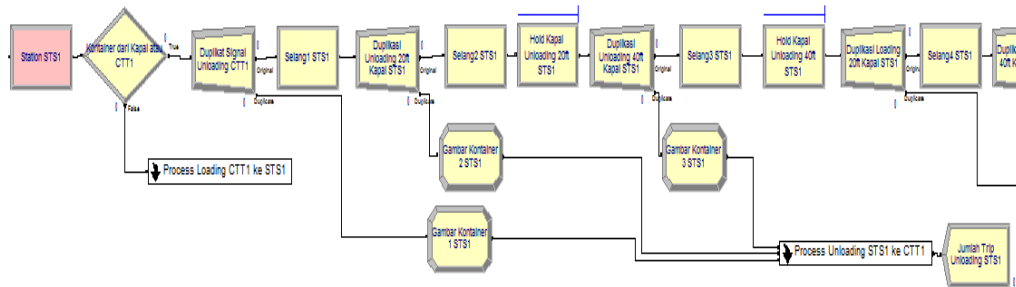 Station STS1
Kontainer dari Kapal atau
CTT1
True
False
Duplikat Signal
Unloading CTT1
Original
Duplicate
Selang1 STS1
Duplikasi
Unloading 20ft
Kapal STS1
Original
Duplicate
Selang2 STS1
Hold Kapal
Unloading 20ft
STS1
Duplikasi
Unloading 40ft
Kapal STS1
Original
Duplicate
Selang3 STS1
Hold Kapal
Unloading 40ft
STS1
Duplikasi Loading
20ft Kapal STS1
Original
Duplicate
Selang4 STS1
Process Loading CTT1 ke STS1
Gambar Kontainer
2 STS1
Gambar Kontainer
3 STS1
Gambar Kontainer
1 STS1
Process Unloading STS1 ke CTT1
Jumlah Trip
Unloading STS1